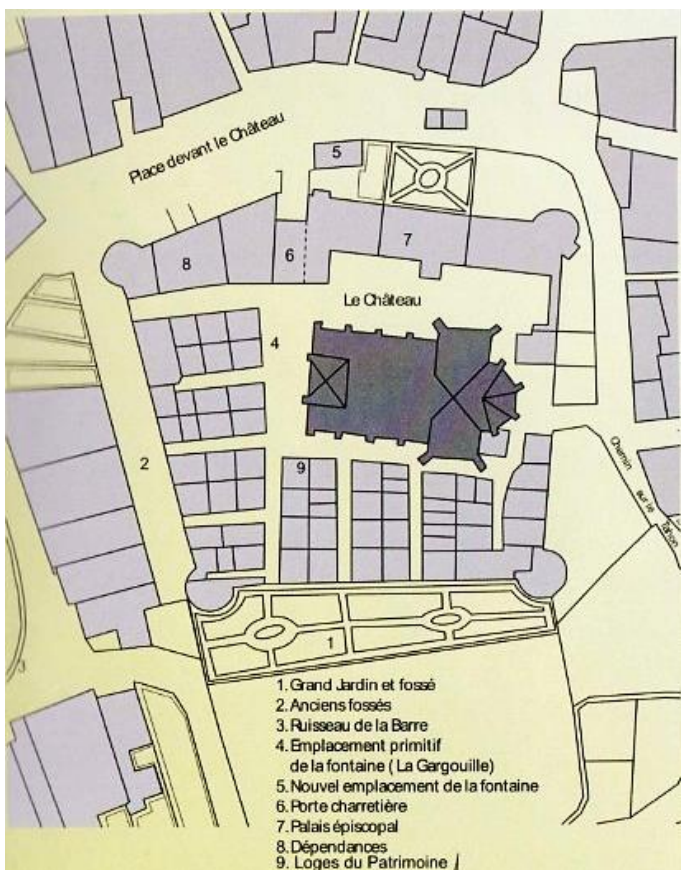 Place devant le Château
5
7
6
8
Le Château
4
2
9
Chemin
sur le
Tahon
1
3
1. Grand Jardin et fossé
2. Anciens fossés
3. Ruisseau de la Barre
4. Emplacement primitif
de la fontaine ( La Gargouille)
5. Nouvel emplacement de la fontaine
6. Porte charretière
7. Palais épiscopal
8. Dépendances
9. Loges du Patrimoine